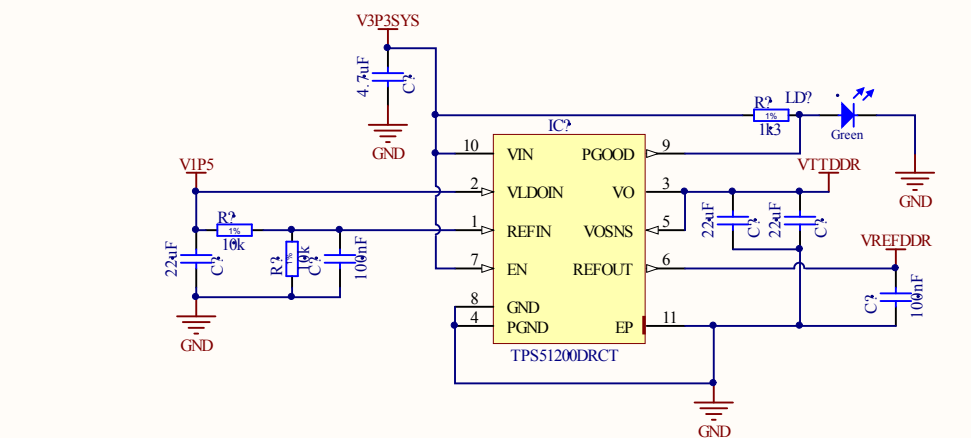 V3P3SYS
4.7uF
C?
GND
R?
1%
1k3
LD?
Green
GND
IC?
10
VIN
PGOOD
9
V1P5
2
VLDOIN
VO
3
VTTDDR
1
REFIN
VOSNS
5
22uF
C?
22uF
C?
R?
1%
10k
22uF
C?
R?
1%
10k
C?
100nF
7
EN
REFOUT
6
VREFDDR
C?
100nF
8
GND
4
PGND
EP
11
GND
TPS51200DRCT
GND